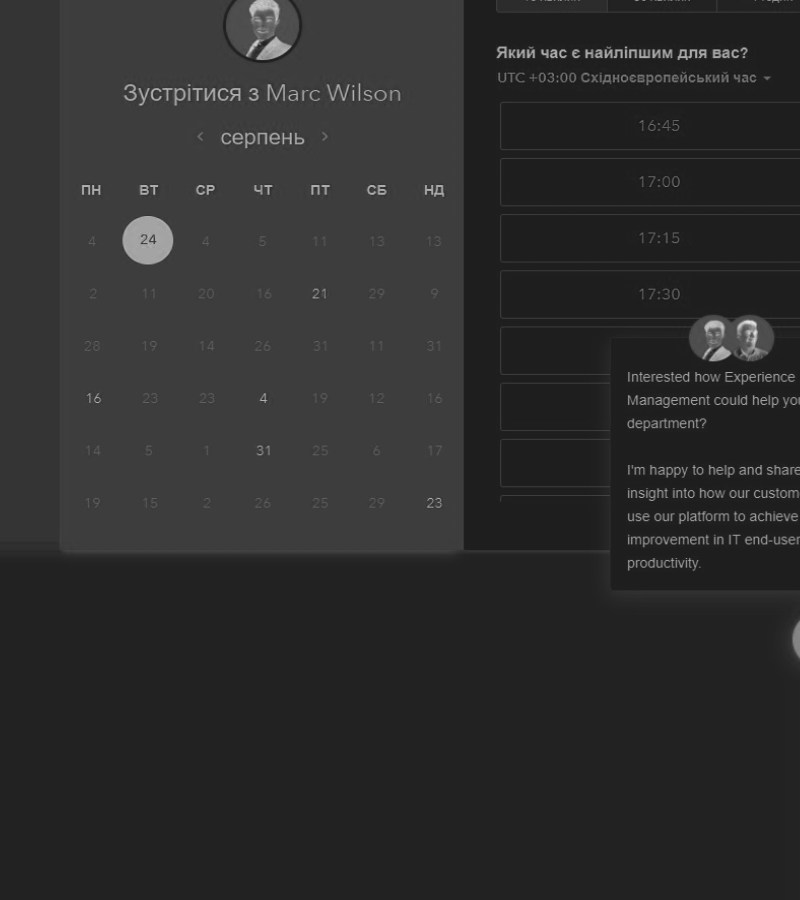 Зустрітися з Marc Wilson
серпень
ПН ВТ СР ЧТ ПТ СБ НД
4 24 4 5 11 13 13
2 11 20 16 21 29 9
28 19 14 26 31 11 31
16 23 23 4 19 12 16
14 5 1 31 25 6 17
19 15 2 26 25 29 23
Який час є найліпшим для вас?
UTC +03:00 Східноєвропейський час
16:45
17:00
17:15
17:30
Interested how Experience
Management could help
department?
I'm happy to help and share
insight into how our
use our platform to achieve
improvement in IT
productivity.